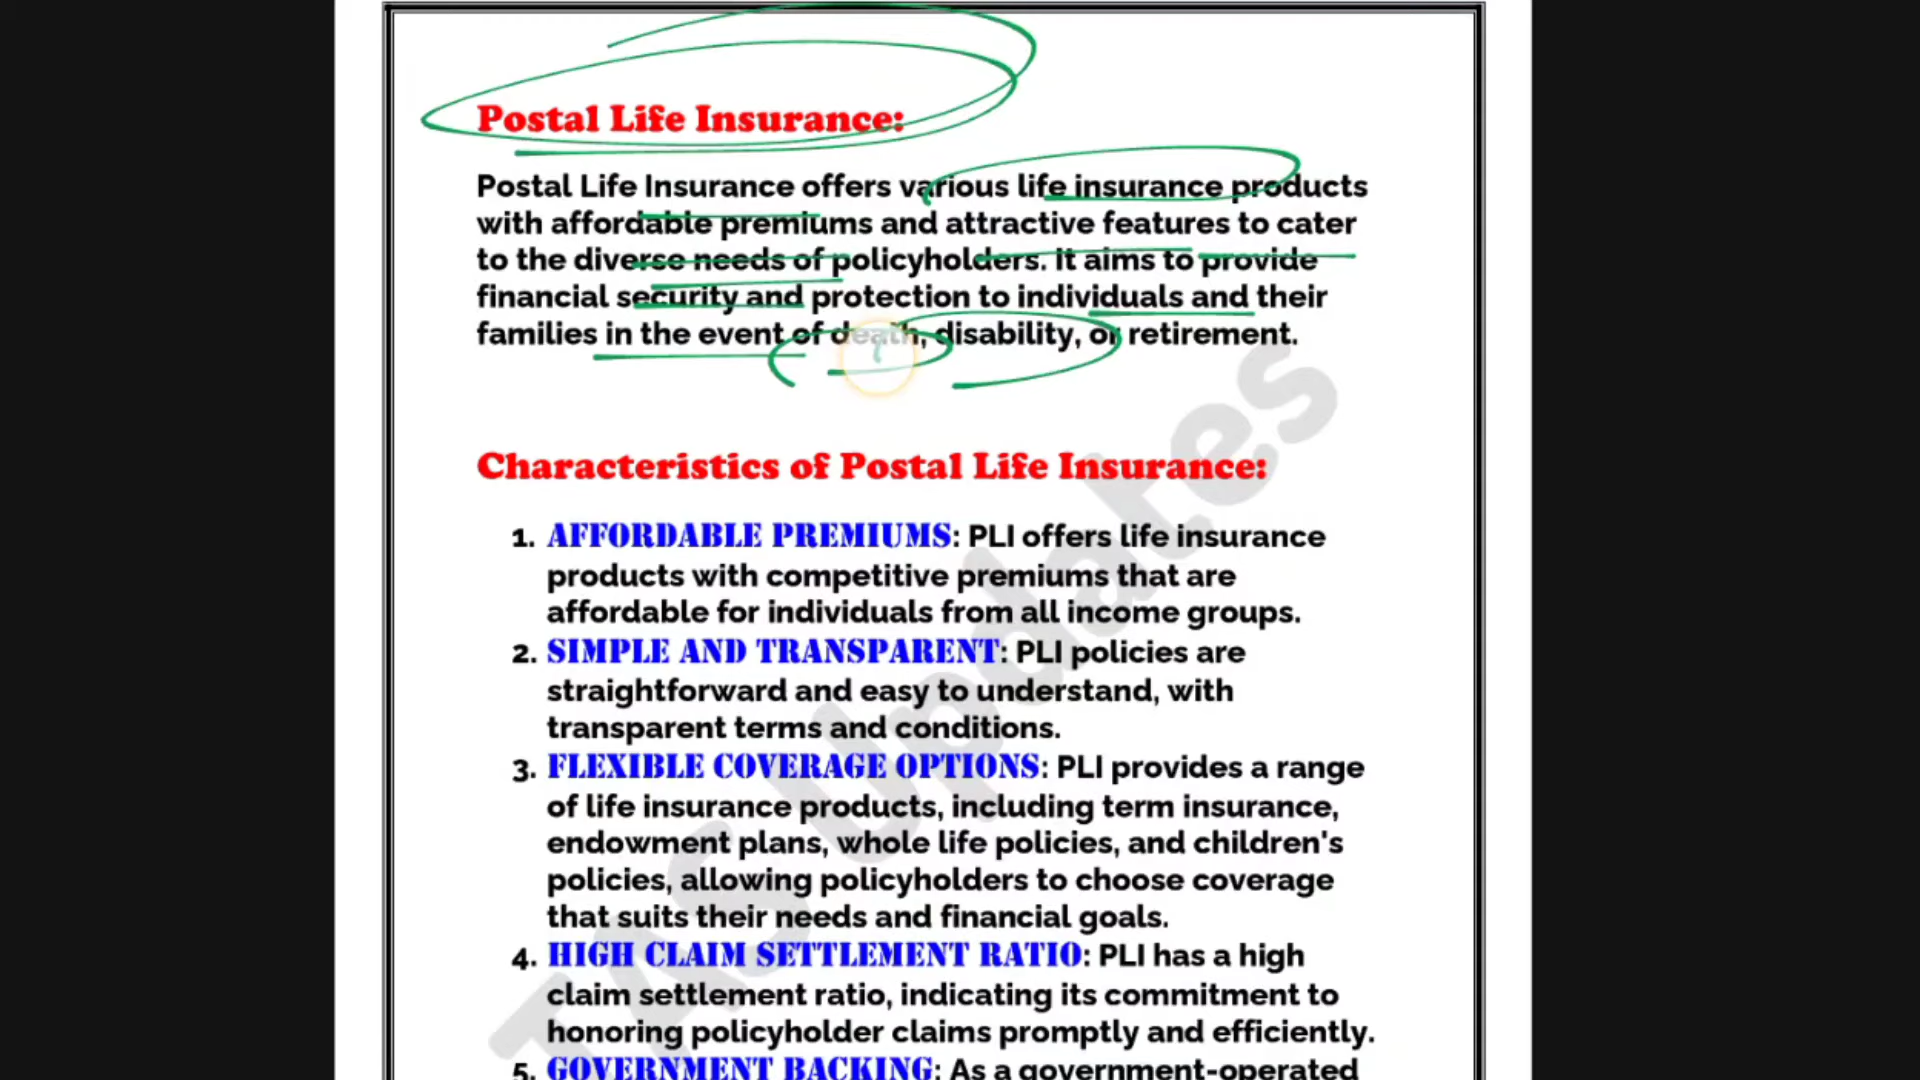 Postal Life Insurance:
Postal Life Insurance offers various life insurance products
with affordable premiums and attractive features to cater
to the diverse needs of policyholders. It aims to provide
financial security and protection to individuals and their
families in the event of death, disability, or retirement.
Characteristics of Postal Life Insurance:
1. AFFORDABLE PREMIUMS: PLI offers life insurance
products with competitive premiums that are
affordable for individuals from all income groups.
2. SIMPLE AND TRANSPARENT: PLI policies are
straightforward and easy to understand, with
transparent terms and conditions.
3. FLEXIBLE COVERAGE OPTIONS: PLI provides a range
of life insurance products, including term insurance,
endowment plans, whole life policies, and children's
policies, allowing policyholders to choose coverage
that suits their needs and financial goals.
4. HIGH CLAIM SETTLEMENT RATIO: PLI has a high
claim settlement ratio, indicating its commitment to
honoring policyholder claims promptly and efficiently.
5. GOVERNMENT BACKING: As a government-operated
TAS Updates